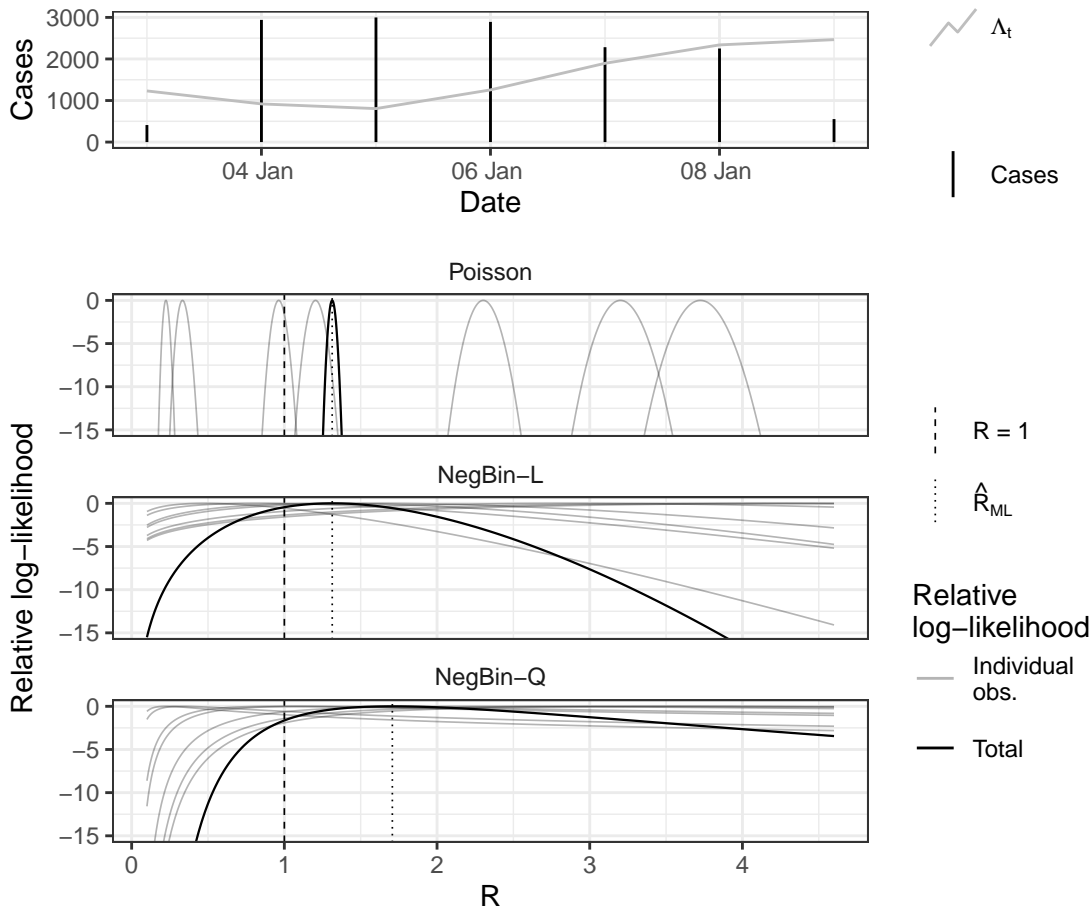 3000
2000
1000
0
Cases
04 Jan
06 Jan
08 Jan
Date
Λt
Cases
Poisson
0
−5
−10
−15
NegBin−L
0
−5
−10
−15
NegBin−Q
0
−5
−10
−15
Relative log−likelihood
0
1
2
3
4
R
R = 1
R̂ML
Relative
log−likelihood
Individual
obs.
Total